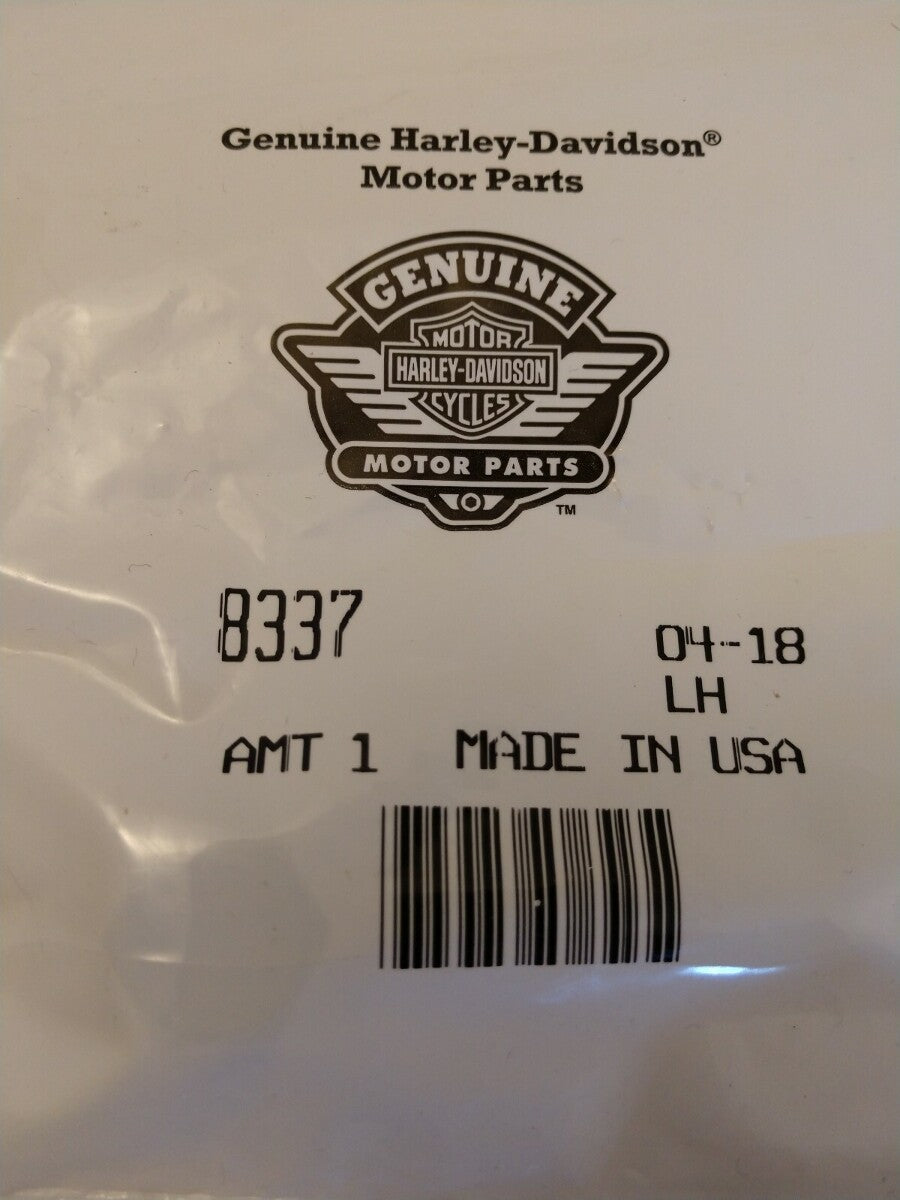 Genuine Harley-Davidson®
Motor Parts
GENUINE
MOTOR
HARLEY-DAVIDSON
CYCLES
MOTOR PARTS
TM
8337
04-18
LH
AMT 1 MADE IN USA